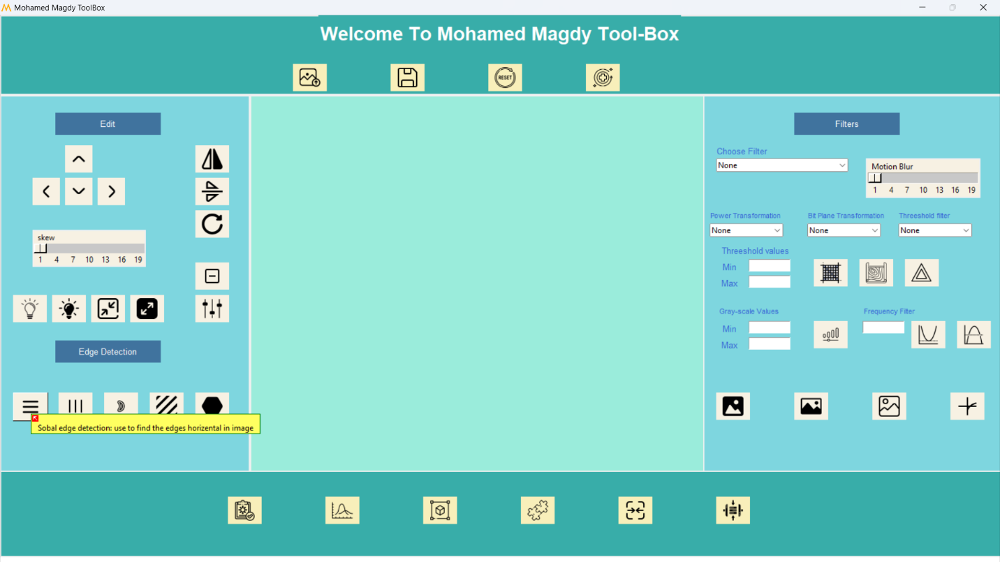 Mohamed Magdy ToolBox
Welcome To Mohamed Magdy Tool-Box
RESET
Edit
skew
1 4 7 10 13 16 19
Edge Detection
Sobal edge detection: use to find the edges horizental in image
Filters
Choose Filter
None
Motion Blur
1 4 7 10 13 16 19
Power Transformation Bit Plane Transformation Threeshold filter
None None None
Threeshold values
Min
Max
Gray-scale Values Frequency Filter
Min
Max